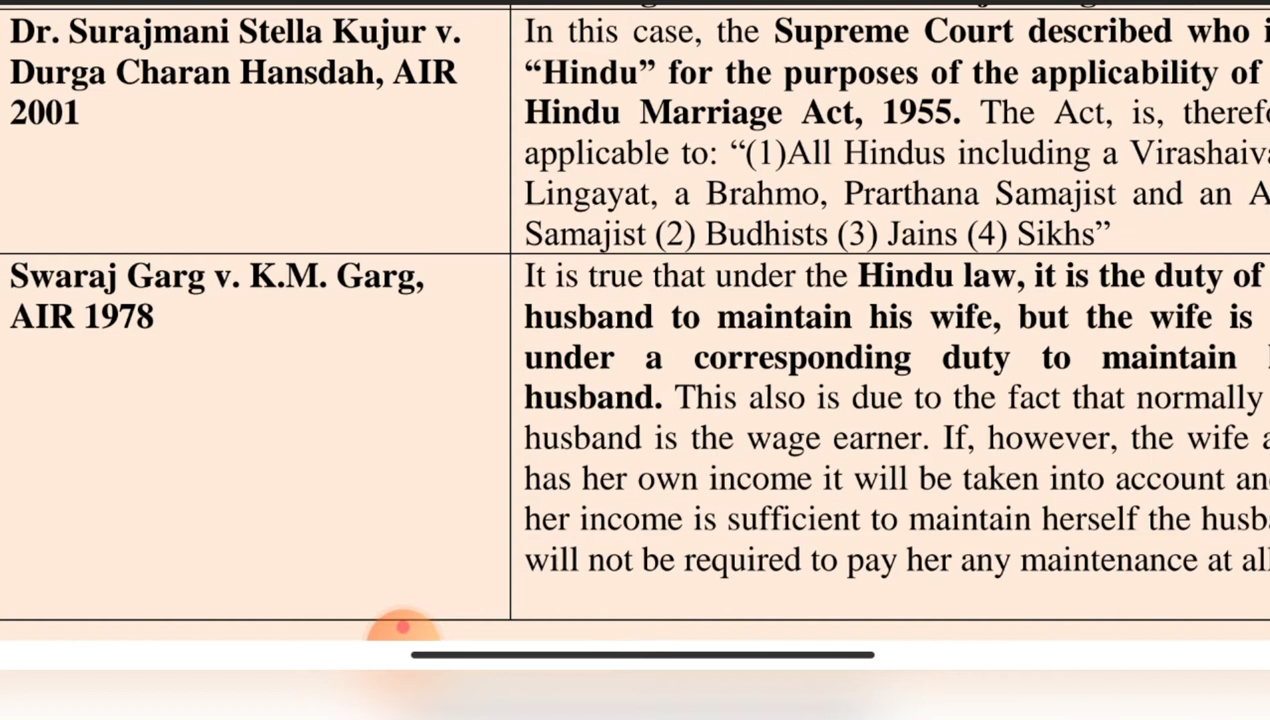 Dr. Surajmani Stella Kujur v.
Durga Charan Hansdah, AIR
2001
In this case, the Supreme Court described who
“Hindu” for the purposes of the applicability of
Hindu Marriage Act, 1955. The Act, is,
applicable to: “(1)All Hindus including a
Lingayat, a Brahmo, Prarthana Samajist and an
Samajist (2) Budhists (3) Jains (4) Sikhs”
Swaraj Garg v. K.M. Garg,
AIR 1978
It is true that under the Hindu law, it is the duty of
husband to maintain his wife, but the wife is
under a corresponding duty to maintain
husband. This also is due to the fact that normally
husband is the wage earner. If, however, the wife
has her own income it will be taken into account
her income is sufficient to maintain herself the
will not be required to pay her any maintenance at